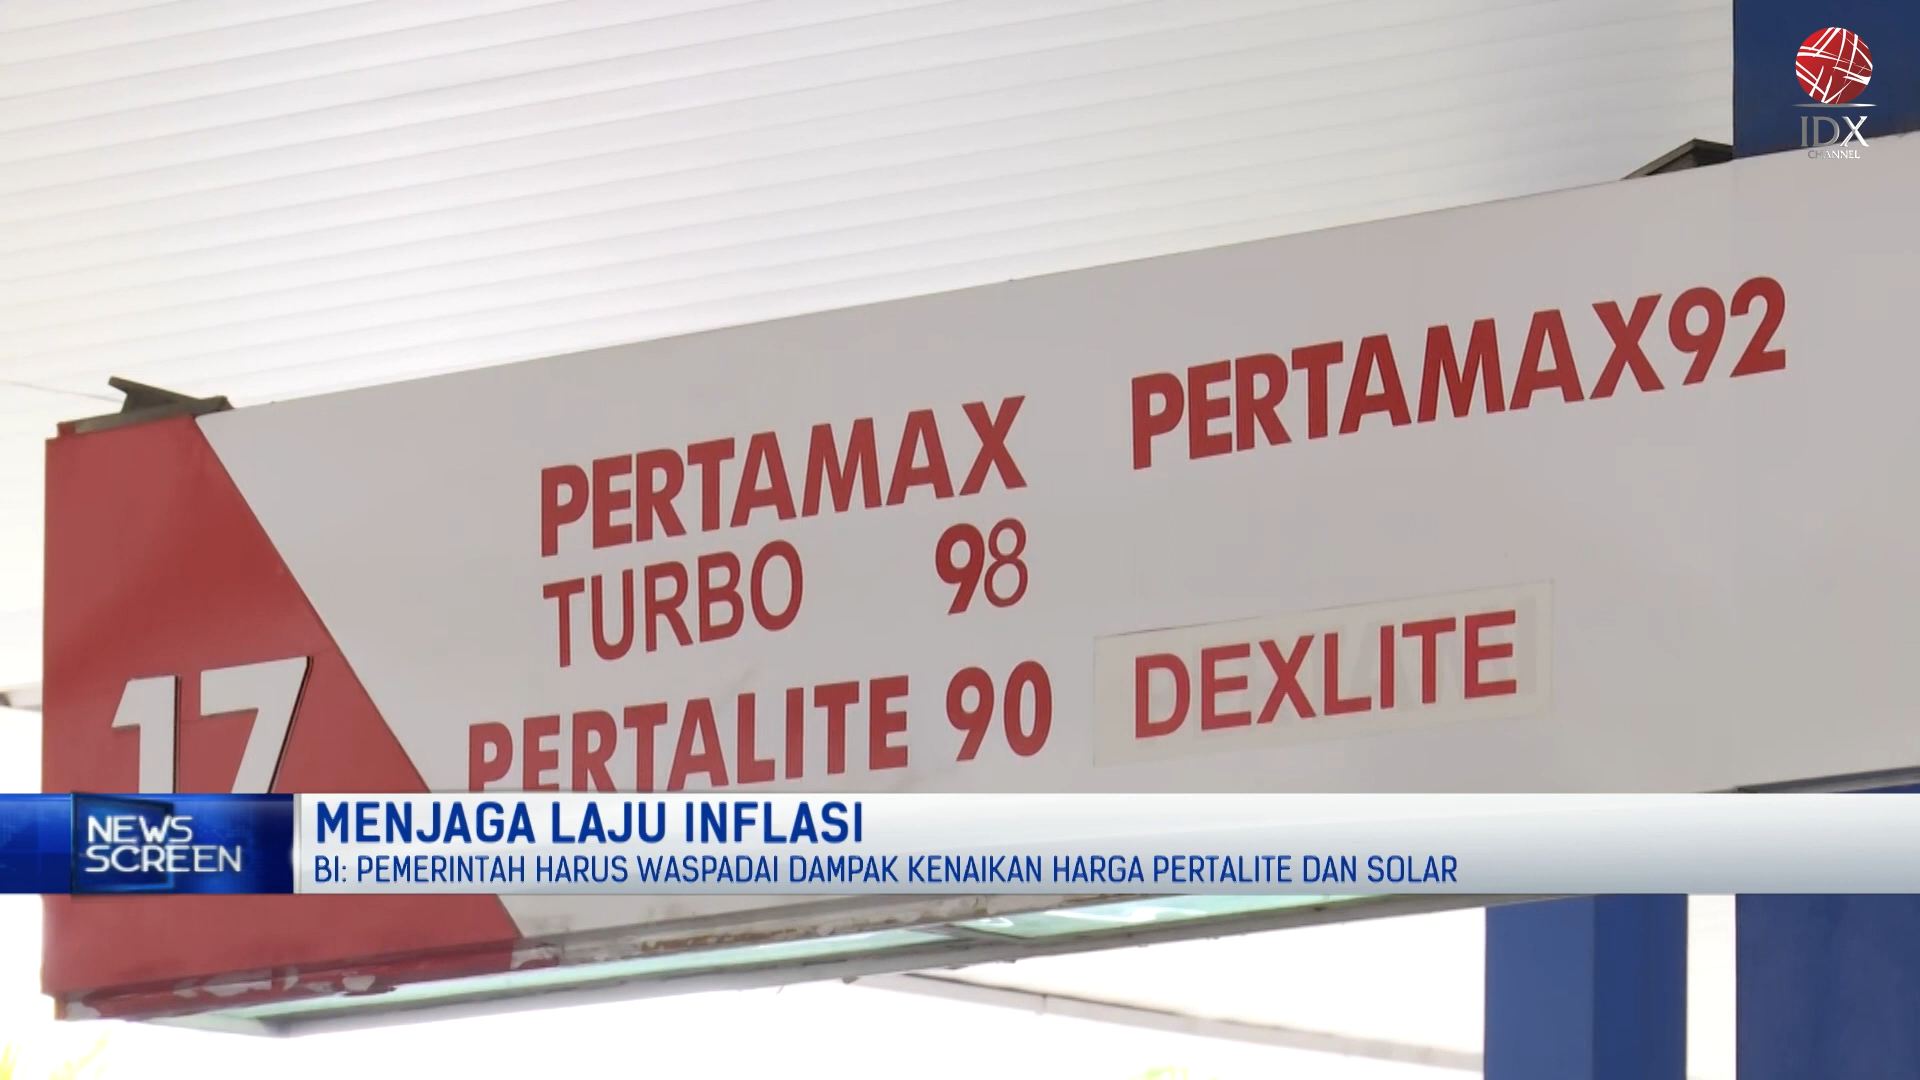 IDX
CHANNEL
PERTAMAX
TURBO 98
PERTAMAX92
PERTALITE 90
DEXLITE
17
NEWS
SCREEN
MENJAGA LAJU INFLASI
BI: PEMERINTAH HARUS WASPADAI DAMPAK KENAIKAN HARGA PERTALITE DAN SOLAR